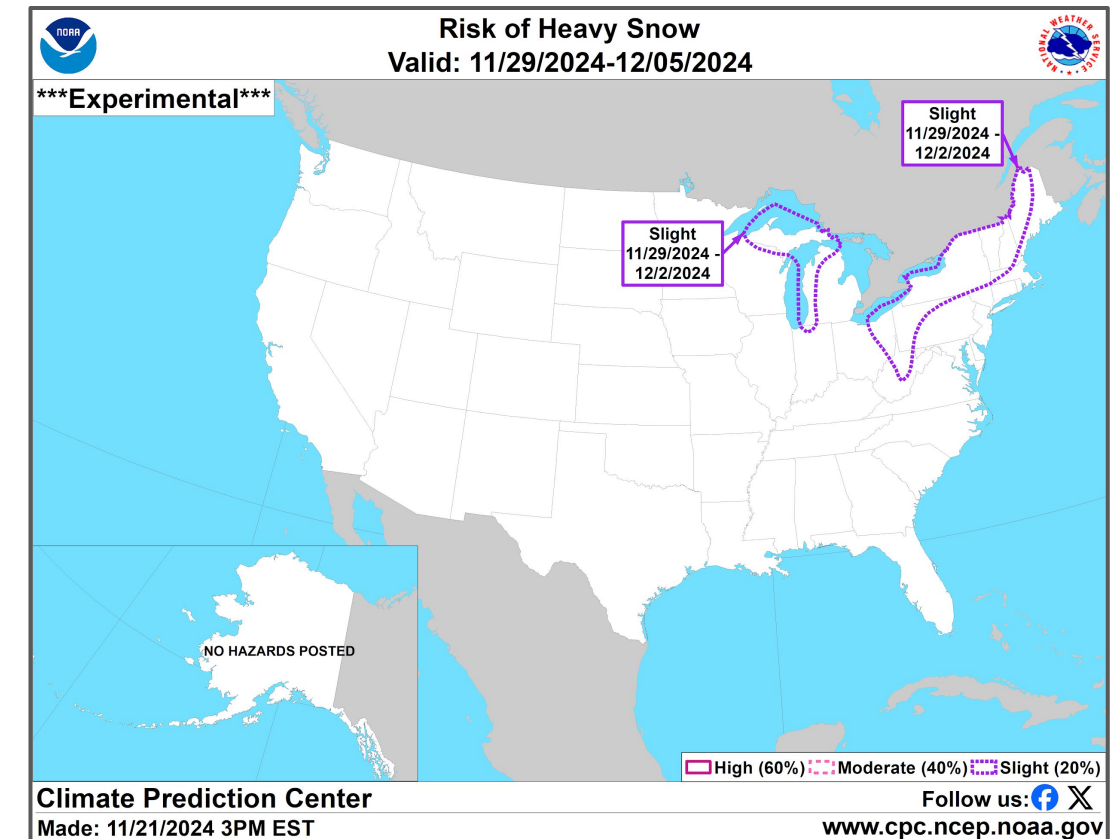 NOAA
Risk of Heavy Snow
Valid: 11/29/2024-12/05/2024
NATIONAL WEATHER SERVICE
***Experimental***
Slight
11/29/2024 -
12/2/2024
Slight
11/29/2024 -
12/2/2024
NO HAZARDS POSTED
High (60%) Moderate (40%) Slight (20%)
Climate Prediction Center
Follow us:
Made: 11/21/2024 3PM EST
www.cpc.ncep.noaa.gov